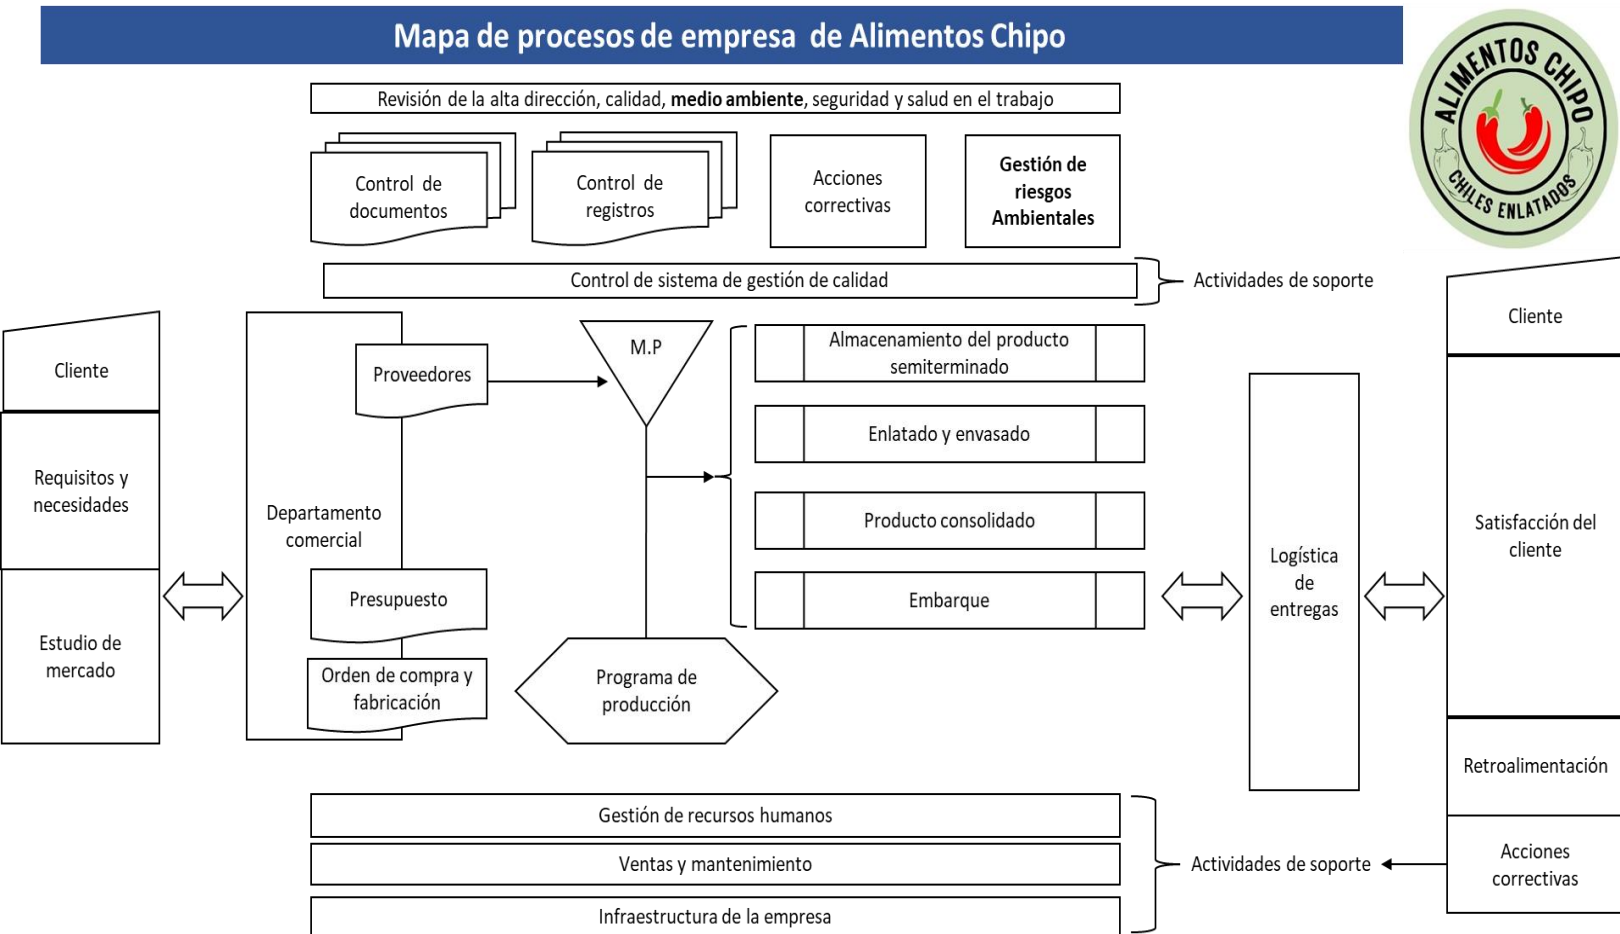 Mapa de procesos de empresa de Alimentos Chipo
ALIMENTOS CHIPO
CHILES ENLATADOS
Revisión de la alta dirección, calidad, medio ambiente, seguridad y salud en el trabajo
Control de
documentos
Control de
registros
Acciones
correctivas
Gestión de
riesgos
Ambientales
Control de sistema de gestión de calidad
Actividades de soporte
Cliente
Requisitos y
necesidades
Estudio de
mercado
Departamento
comercial
Proveedores
Presupuesto
Orden de compra y
fabricación
M.P
Programa de
producción
Almacenamiento del producto
semiterminado
Enlatado y envasado
Producto consolidado
Embarque
Logística
de
entregas
Cliente
Satisfacción del
cliente
Retroalimentación
Acciones
correctivas
Gestión de recursos humanos
Ventas y mantenimiento
Infraestructura de la empresa
Actividades de soporte